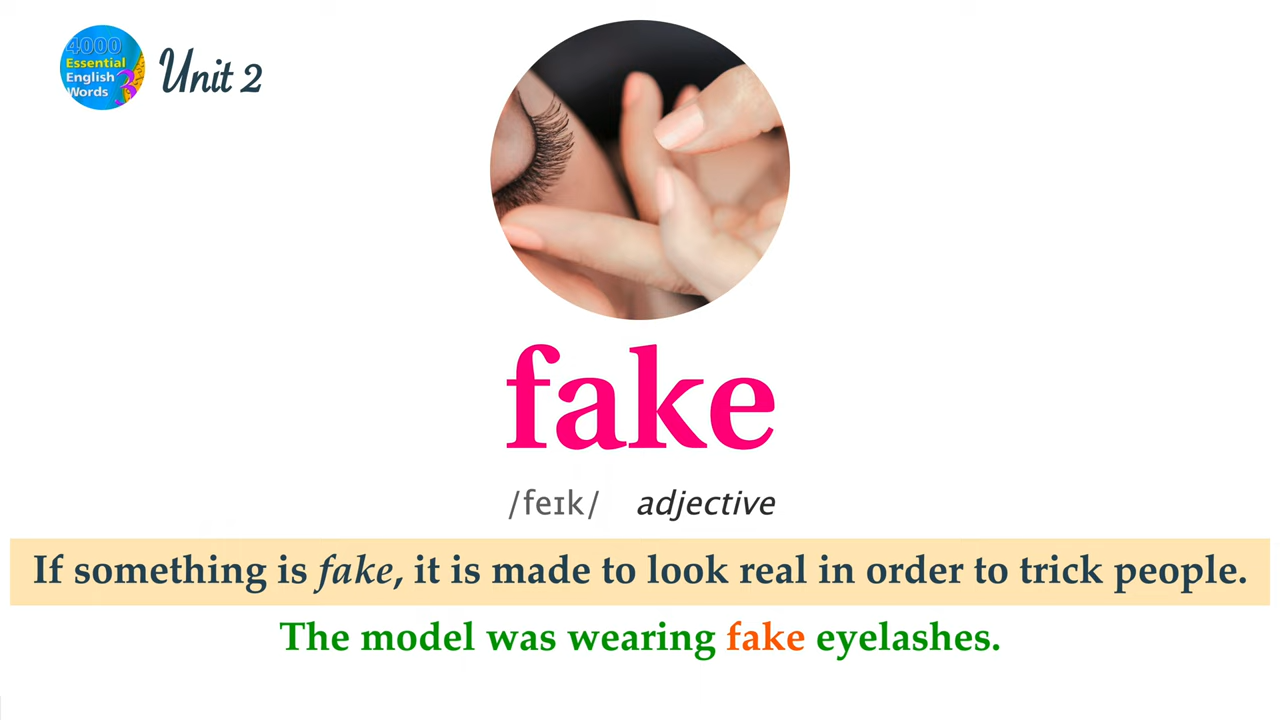 4000
Essential
English
Words 3
Unit 2
fake
/feɪk/ adjective
If something is fake, it is made to look real in order to trick people.
The model was wearing fake eyelashes.